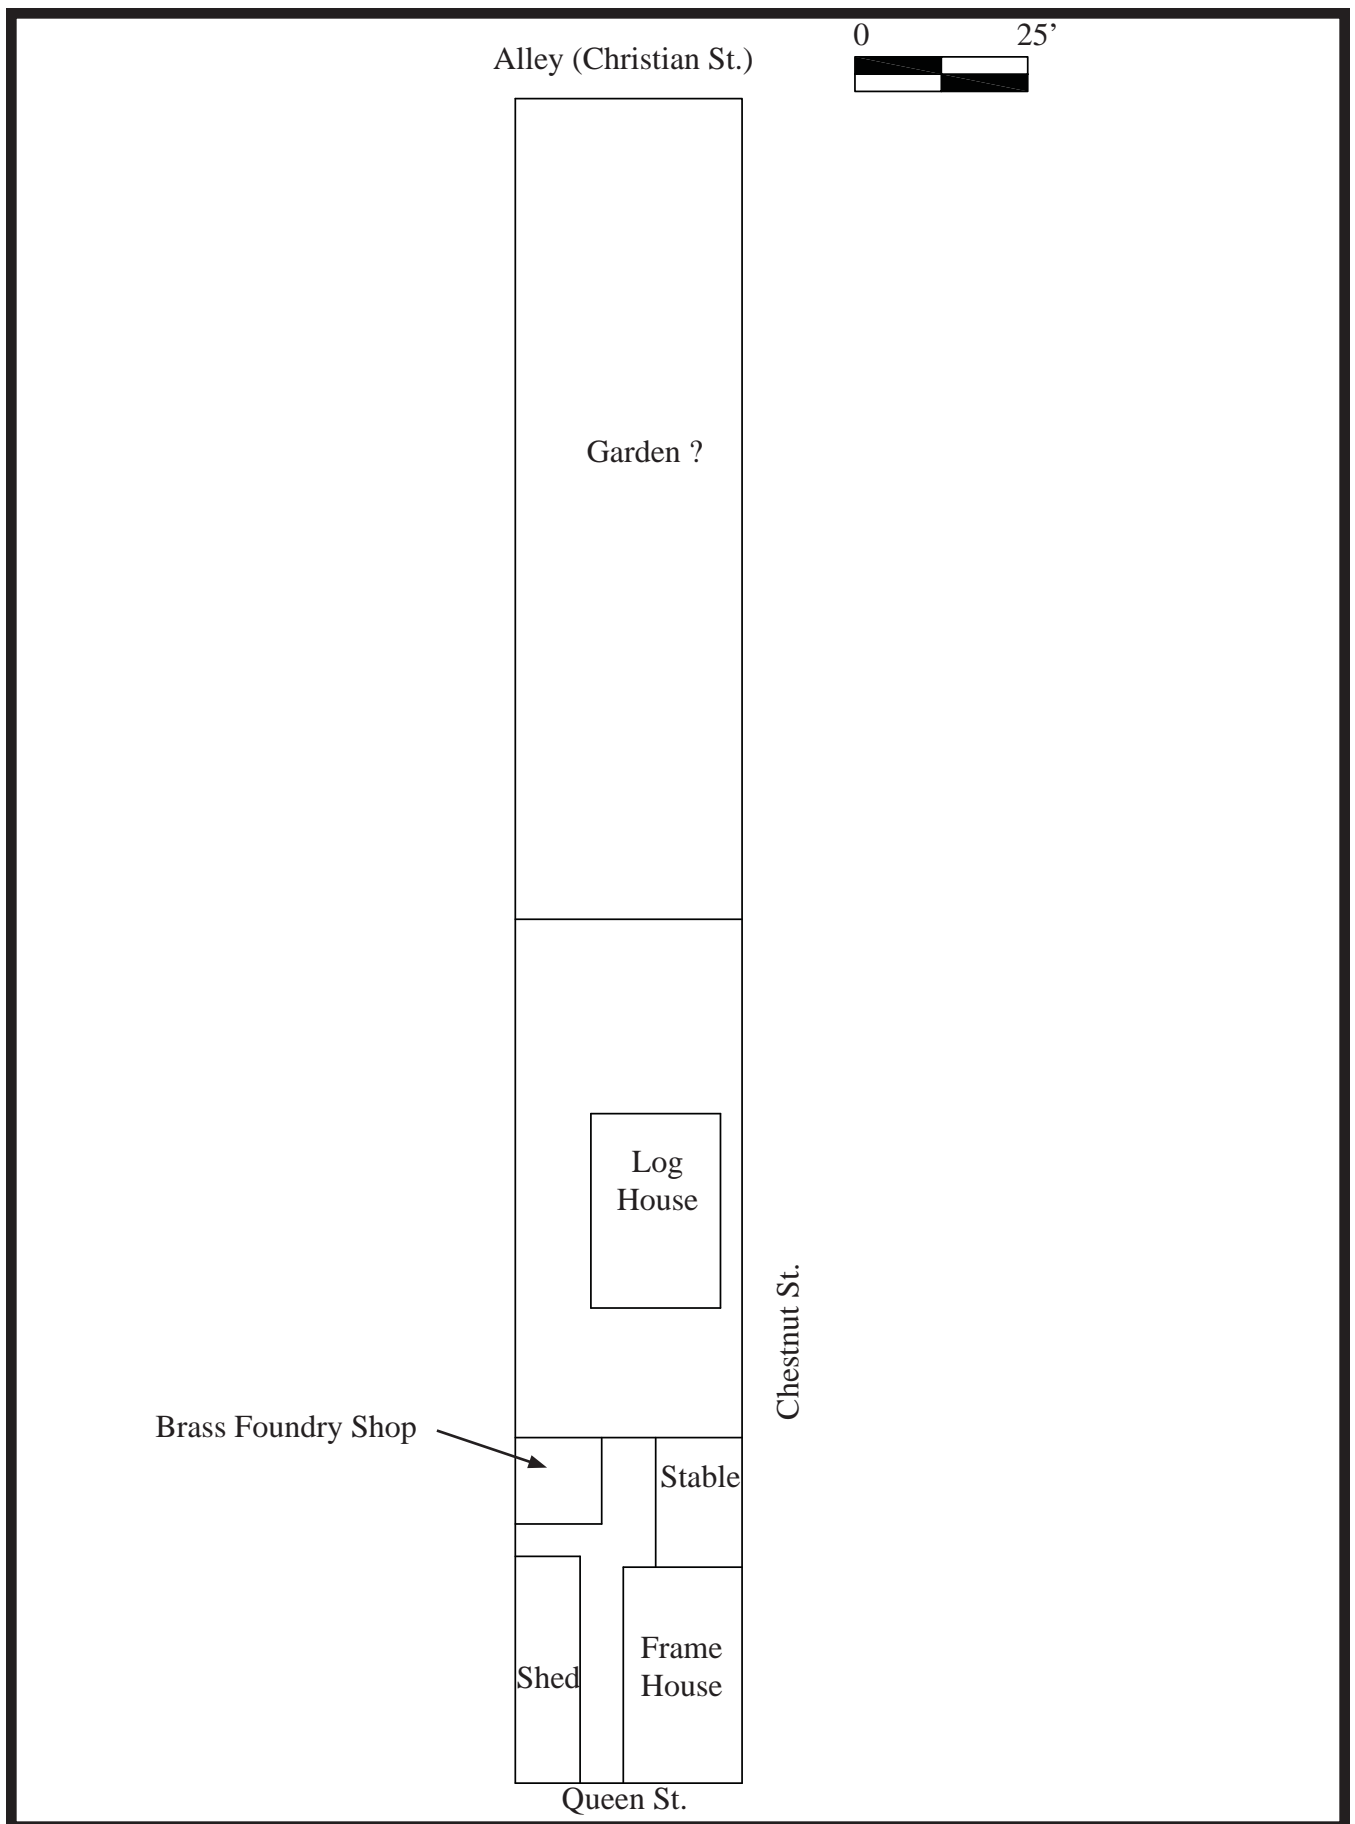 0 25’
Alley (Christian St.)
Garden ?
Log
House
Chestnut St.
Brass Foundry Shop
Stable
Frame
House
Shed
Queen St.